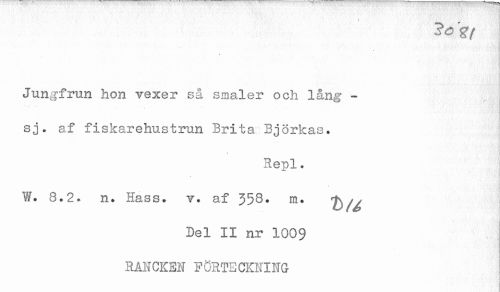 3081
Jungfrun hon vexer så smaler och lång -
sj. af fiskarehustrun Brita Björkas.
Repl.
W. 8.2. n. Hass. v. af 358. m. D16
Del II nr 1009
RANCKEN FÖRTECKNING